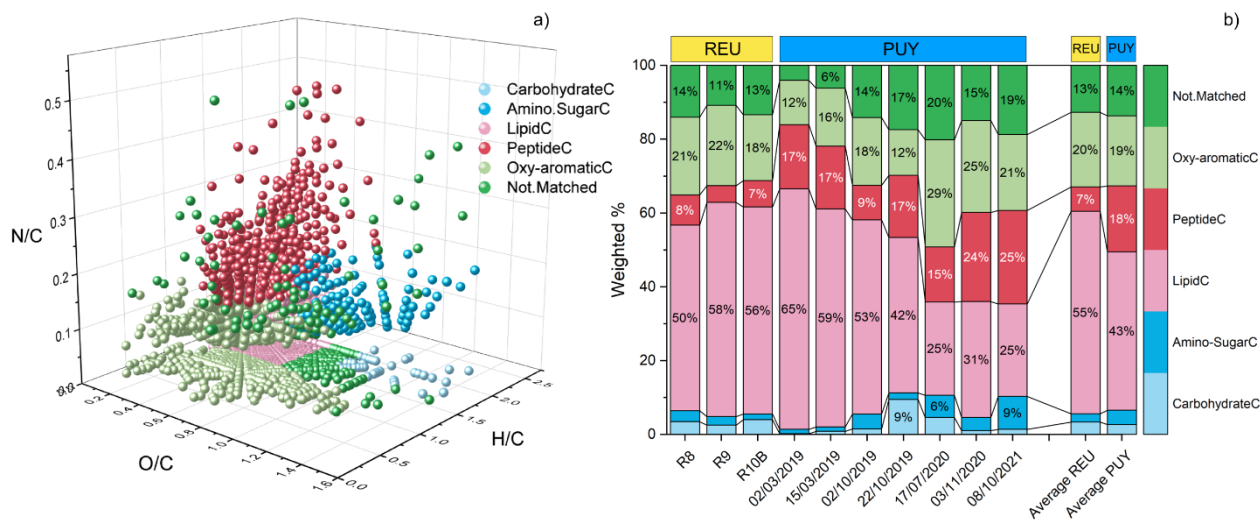 a)
CarbohydrateC
Amino.SugarC
LipidC
PeptideC
Oxy-aromaticC
Not.Matched
N/C
0.5
0.4
0.3
0.2
0.1
0.2
0.4
0.6
0.8
1.0
1.2
1.4
1.6
O/C
0.0
0.5
1.0
1.5
2.0
2.5
H/C
b)
REU
PUY
REU
PUY
Weighted %
100
80
60
40
20
0
14% 11% 13% 6% 14% 17% 20% 15% 19% 13% 14%
21% 22% 18% 12% 16% 18% 12% 29% 25% 21% 20% 19%
8% 7% 17% 17% 9% 17% 15% 24% 25% 7% 18%
50% 58% 56% 65% 59% 53% 42% 25% 31% 25% 55% 43%
9% 6% 9%
R8
R9
R10B
02/03/2019
15/03/2019
02/10/2019
22/10/2019
17/07/2020
03/11/2020
08/10/2021
Average REU
Average PUY
Not.Matched
Oxy-aromaticC
PeptideC
LipidC
Amino-SugarC
CarbohydrateC